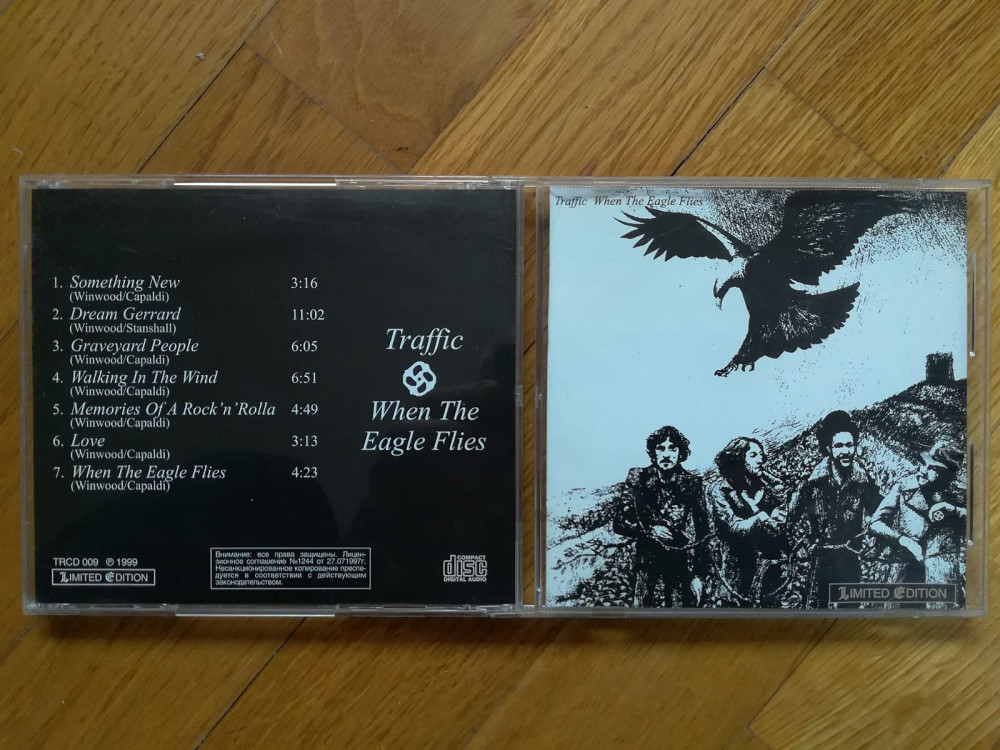 1. Something New 3:16
(Winwood/Capaldi)
2. Dream Gerrard 11:02
(Winwood/Stanshall)
3. Graveyard People 6:05
(Winwood/Capaldi)
4. Walking In The Wind 6:51
(Winwood/Capaldi)
5. Memories Of A Rock'n'Rolla 4:49
(Winwood/Capaldi)
6. Love 3:13
(Winwood/Capaldi)
7. When The Eagle Flies 4:23
(Winwood/Capaldi)
Traffic
When The
Eagle Flies
TRCD 009 ℗ 1999
LIMITED EDITION
Внимание: все права защищены. Лицен-
зионное соглашение №1244 от 27.071997г.
Несанкционированное копирование пресле-
дуется в соответствии с действующим
законодательством.
COMPACT
disc
DIGITAL AUDIO
Traffic When The Eagle Flies
LIMITED EDITION